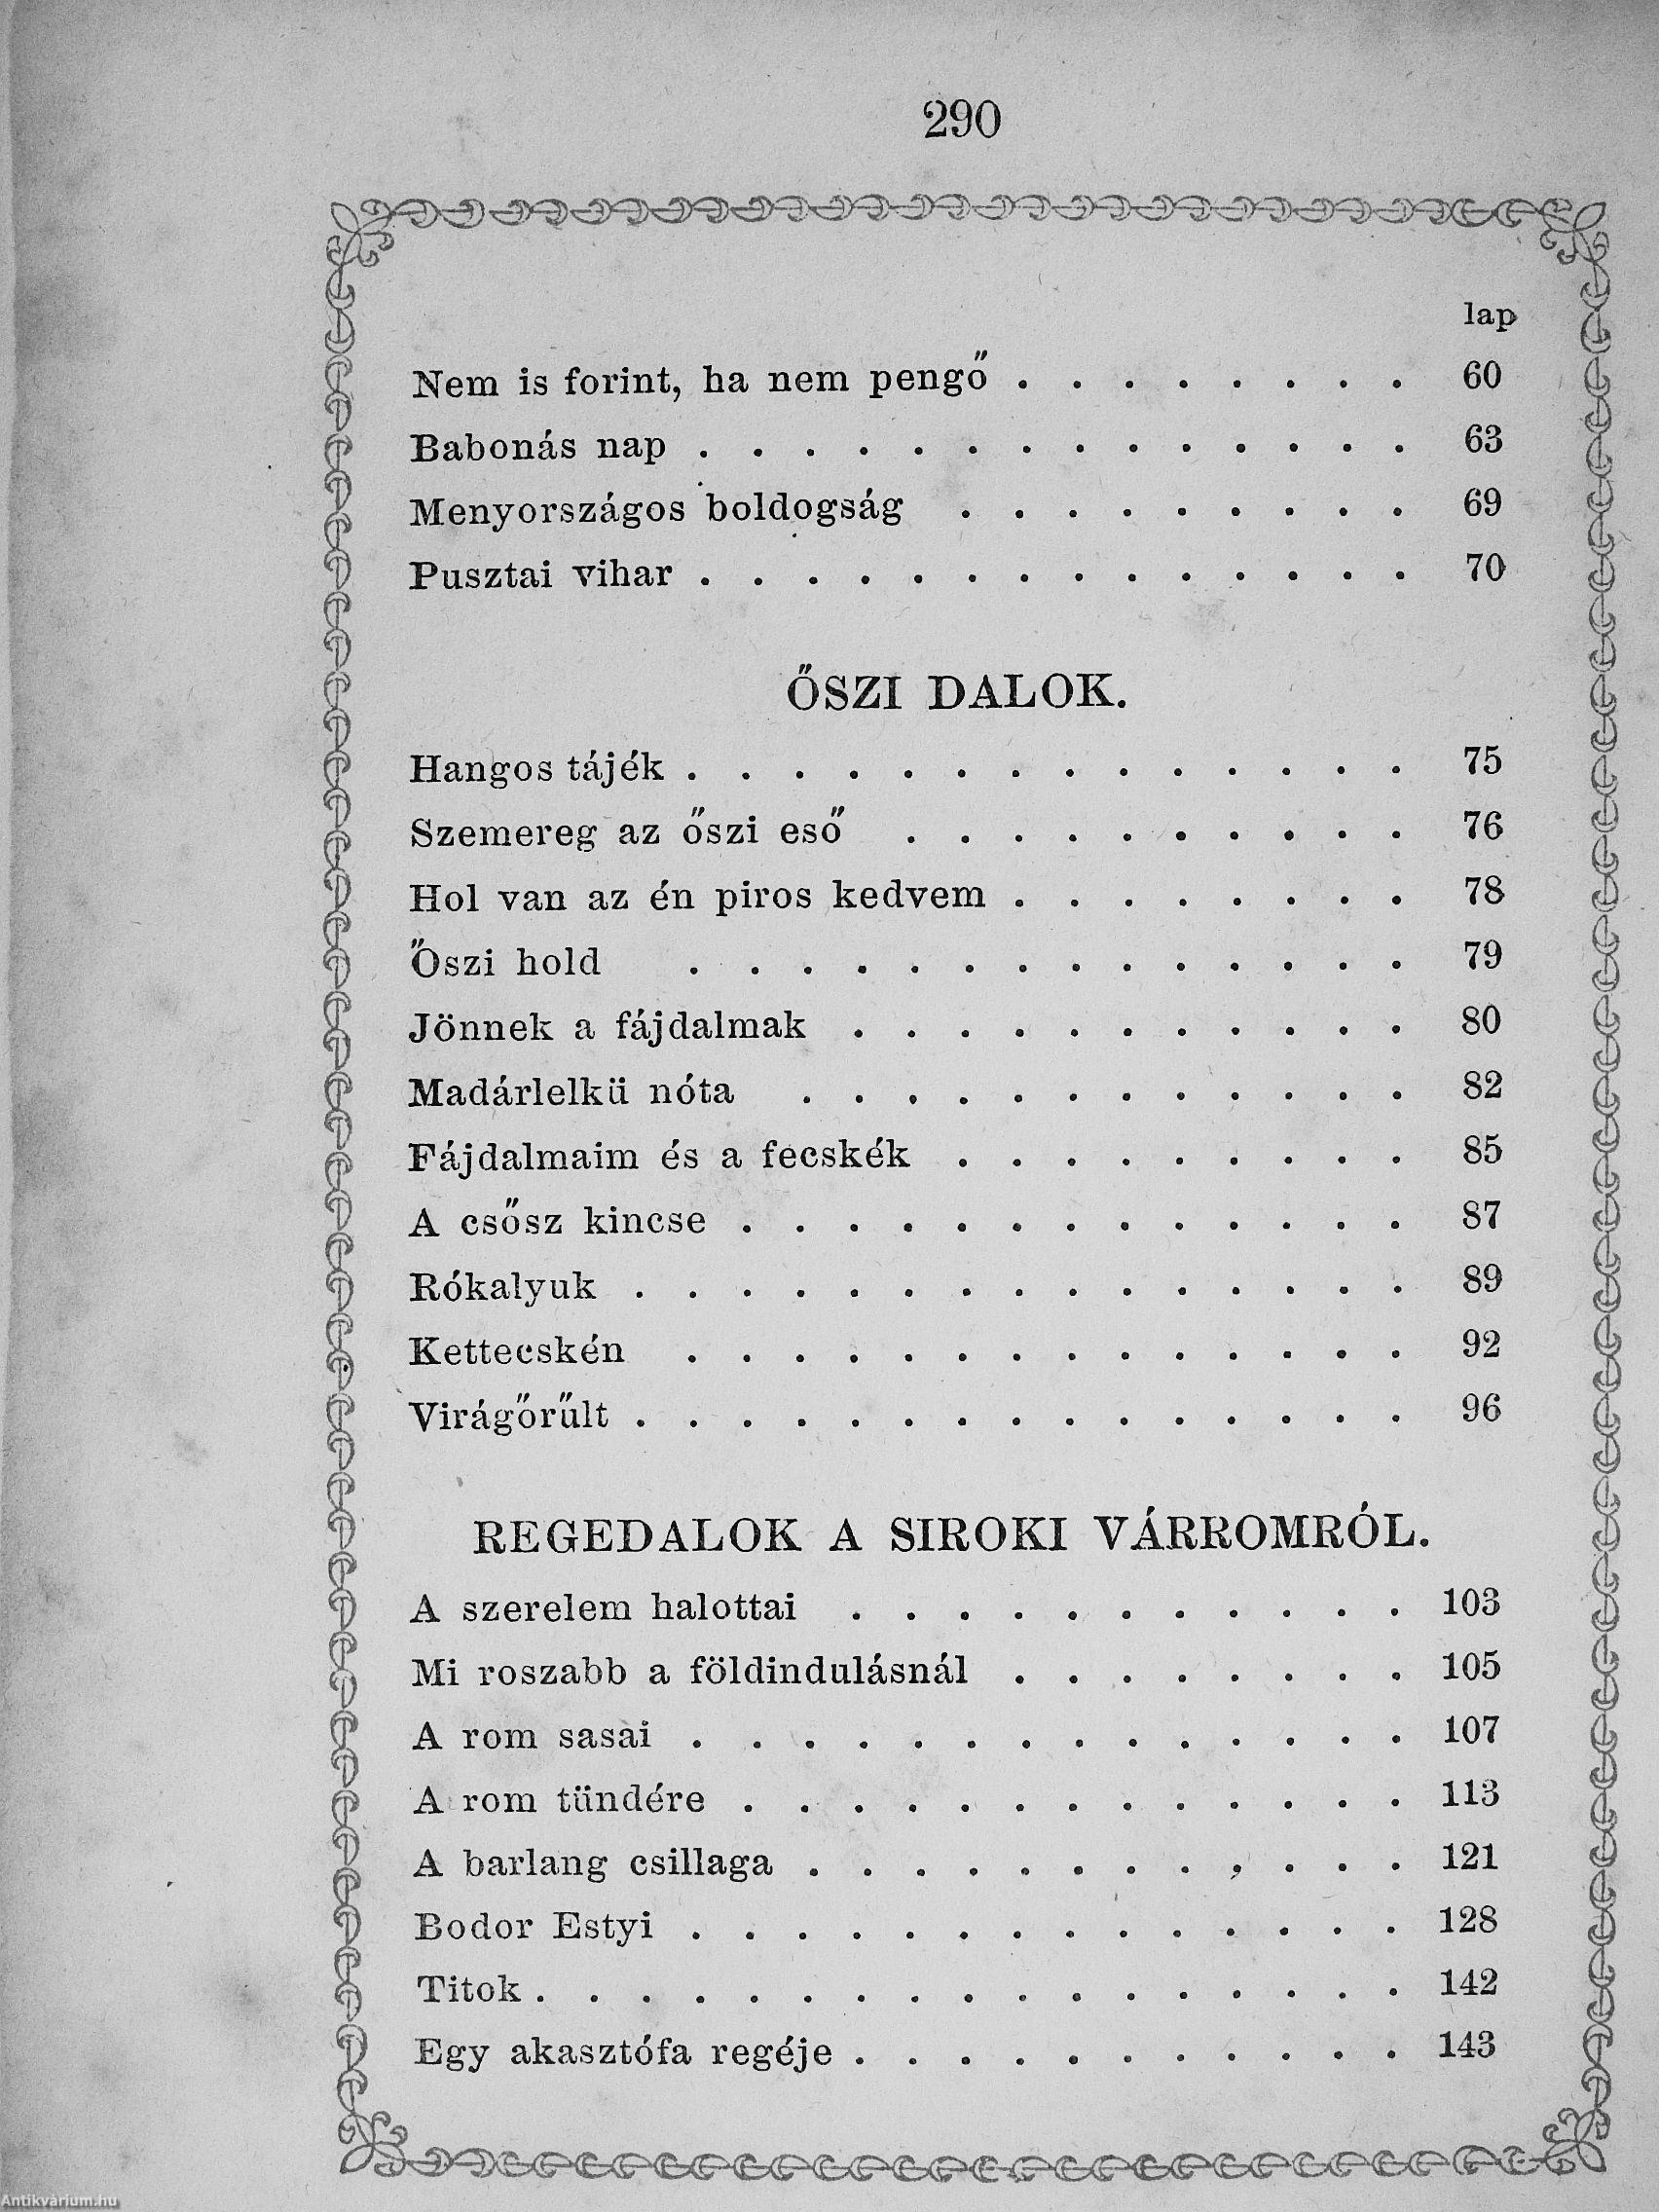 290
lap
Nem is forint, ha nem pengő . . . . . . . . 60
Babonás nap . . . . . . . . . . . . . . 63
Menyországos boldogság . . . . . . . . . 69
Pusztai vihar . . . . . . . . . . . . . . 70
ŐSZI DALOK.
Hangos tájék . . . . . . . . . . . . . . 75
Szemereg az őszi eső . . . . . . . . . . 76
Hol van az én piros kedvem . . . . . . . . 78
Őszi hold . . . . . . . . . . . . . . 79
Jönnek a fájdalmak . . . . . . . . . . . 80
Madárlelkü nóta . . . . . . . . . . . . 82
Fájdalmaim és a fecskék . . . . . . . . . 85
A csősz kincse . . . . . . . . . . . . . 87
Rókalyuk . . . . . . . . . . . . . . . 89
Kettecskén . . . . . . . . . . . . . . 92
Virágőrűlt . . . . . . . . . . . . . . . 96
REGEDALOK A SIROKI VÁRROMRÓL.
A szerelem halottai . . . . . . . . . . . 103
Mi roszabb a földindulásnál . . . . . . . . 105
A rom sasai . . . . . . . . . . . . . . 107
A rom tündére . . . . . . . . . . . . . 113
A barlang csillaga . . . . . . . . . . . . 121
Bodor Estyi . . . . . . . . . . . . . . 128
Titok . . . . . . . . . . . . . . . . . 142
Egy akasztófa regéje . . . . . . . . . . . 143
Antikvárium.hu